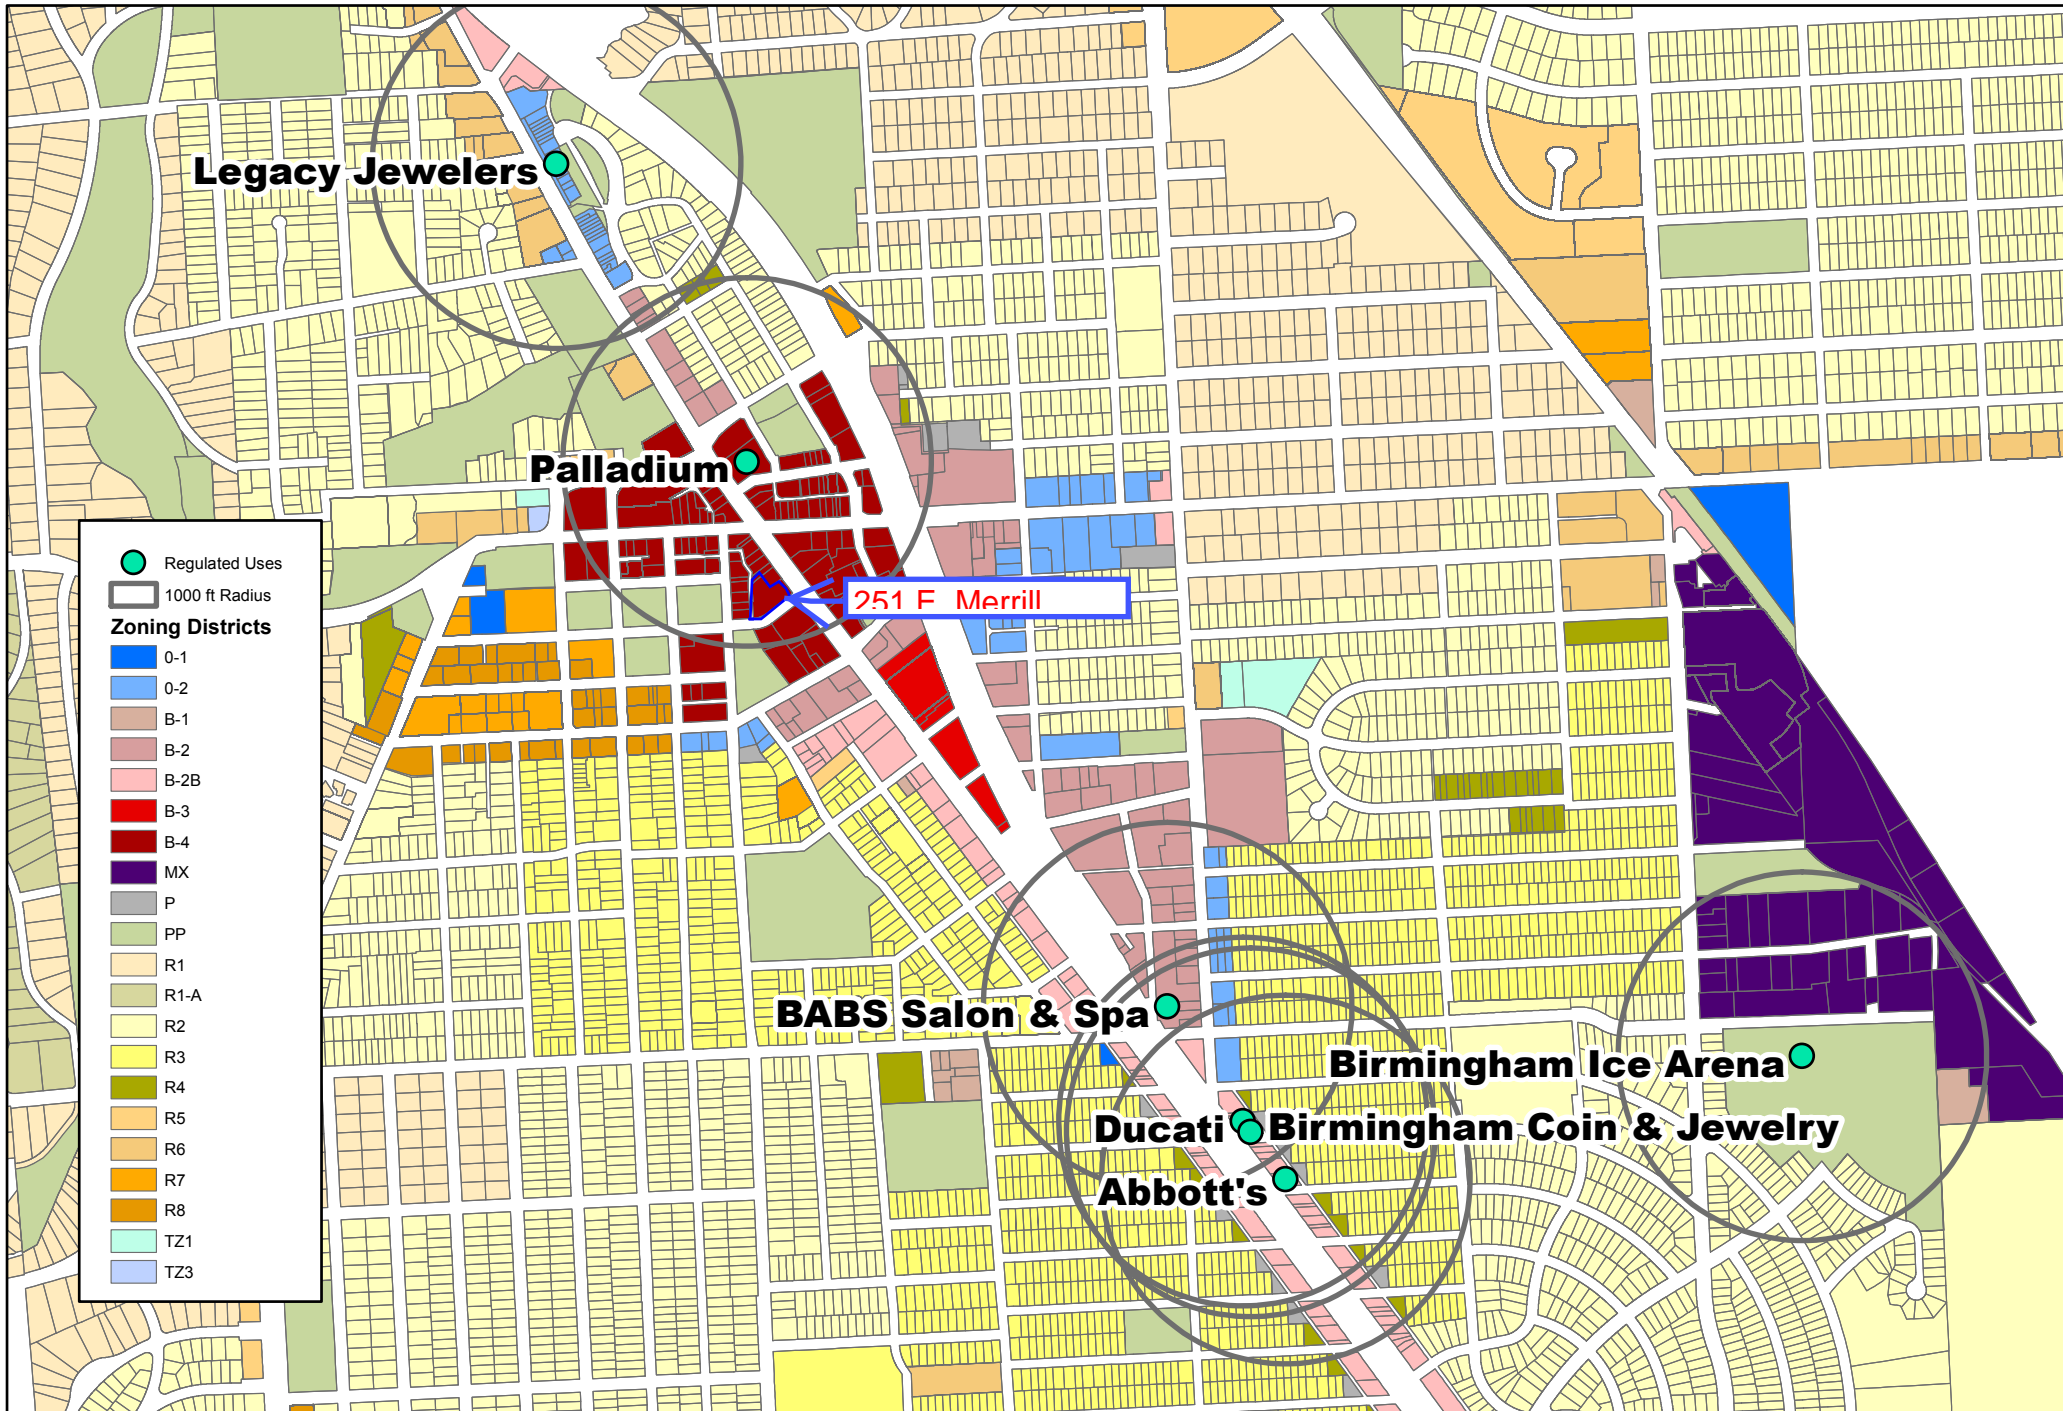 Legacy Jewelers
Palladium
251 E. Merrill
Regulated Uses
1000 ft Radius
Zoning Districts
0-1
0-2
B-1
B-2
B-2B
B-3
B-4
MX
P
PP
R1
R1-A
R2
R3
R4
R5
R6
R7
R8
TZ1
TZ3
BABS Salon & Spa
Birmingham Ice Arena
Ducati
Birmingham Coin & Jewelry
Abbott's